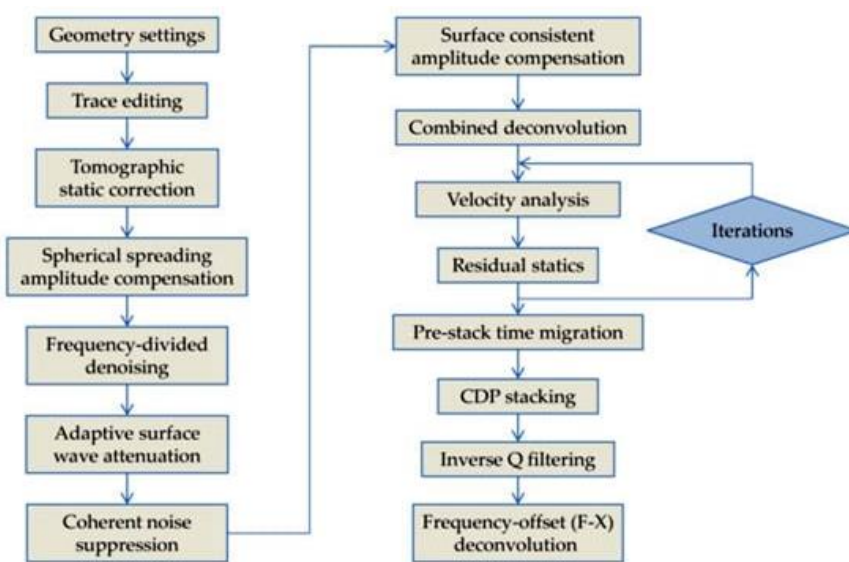 Geometry settings
Trace editing
Tomographic
static correction
Spherical spreading
amplitude compensation
Frequency-divided
denoising
Adaptive surface
wave attenuation
Coherent noise
suppression
Surface consistent
amplitude compensation
Combined deconvolution
Velocity analysis
Iterations
Residual statics
Pre-stack time migration
CDP stacking
Inverse Q filtering
Frequency-offset (F-X)
deconvolution